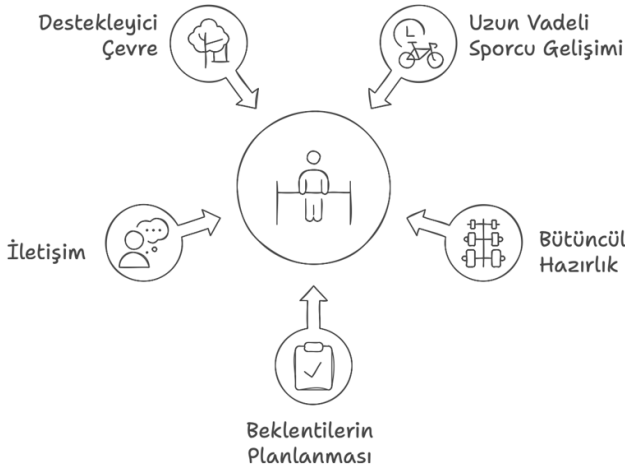 Destekleyici
Çevre
Uzun Vadeli
Sporcu Gelişimi
İletişim
Bütüncül
Hazırlık
Beklentilerin
Planlanması